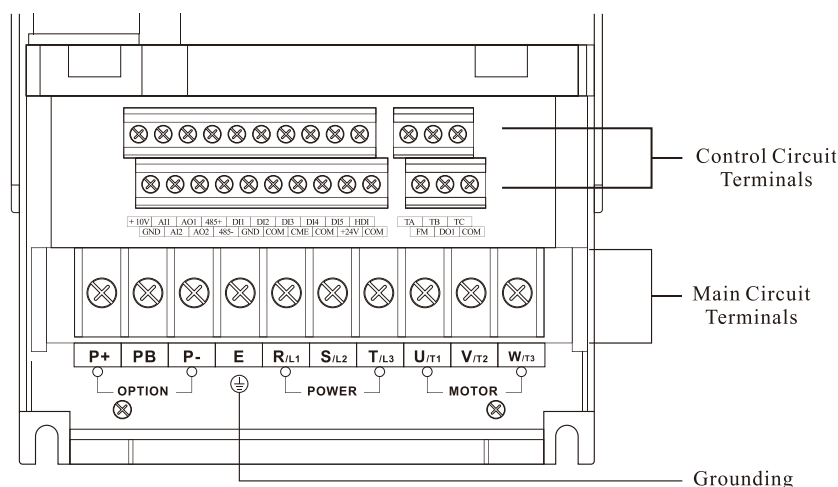 Control Circuit
Terminals
+10V AI1 AO1 485+ DI1 DI2 DI3 DI4 DI5 HDI TA TB TC
GND AI2 AO2 485- GND COM CME COM +24V COM FM DO1 COM
Main Circuit
Terminals
P+ PB P- E R/L1 S/L2 T/L3 U/T1 V/T2 W/T3
OPTION POWER MOTOR
Grounding